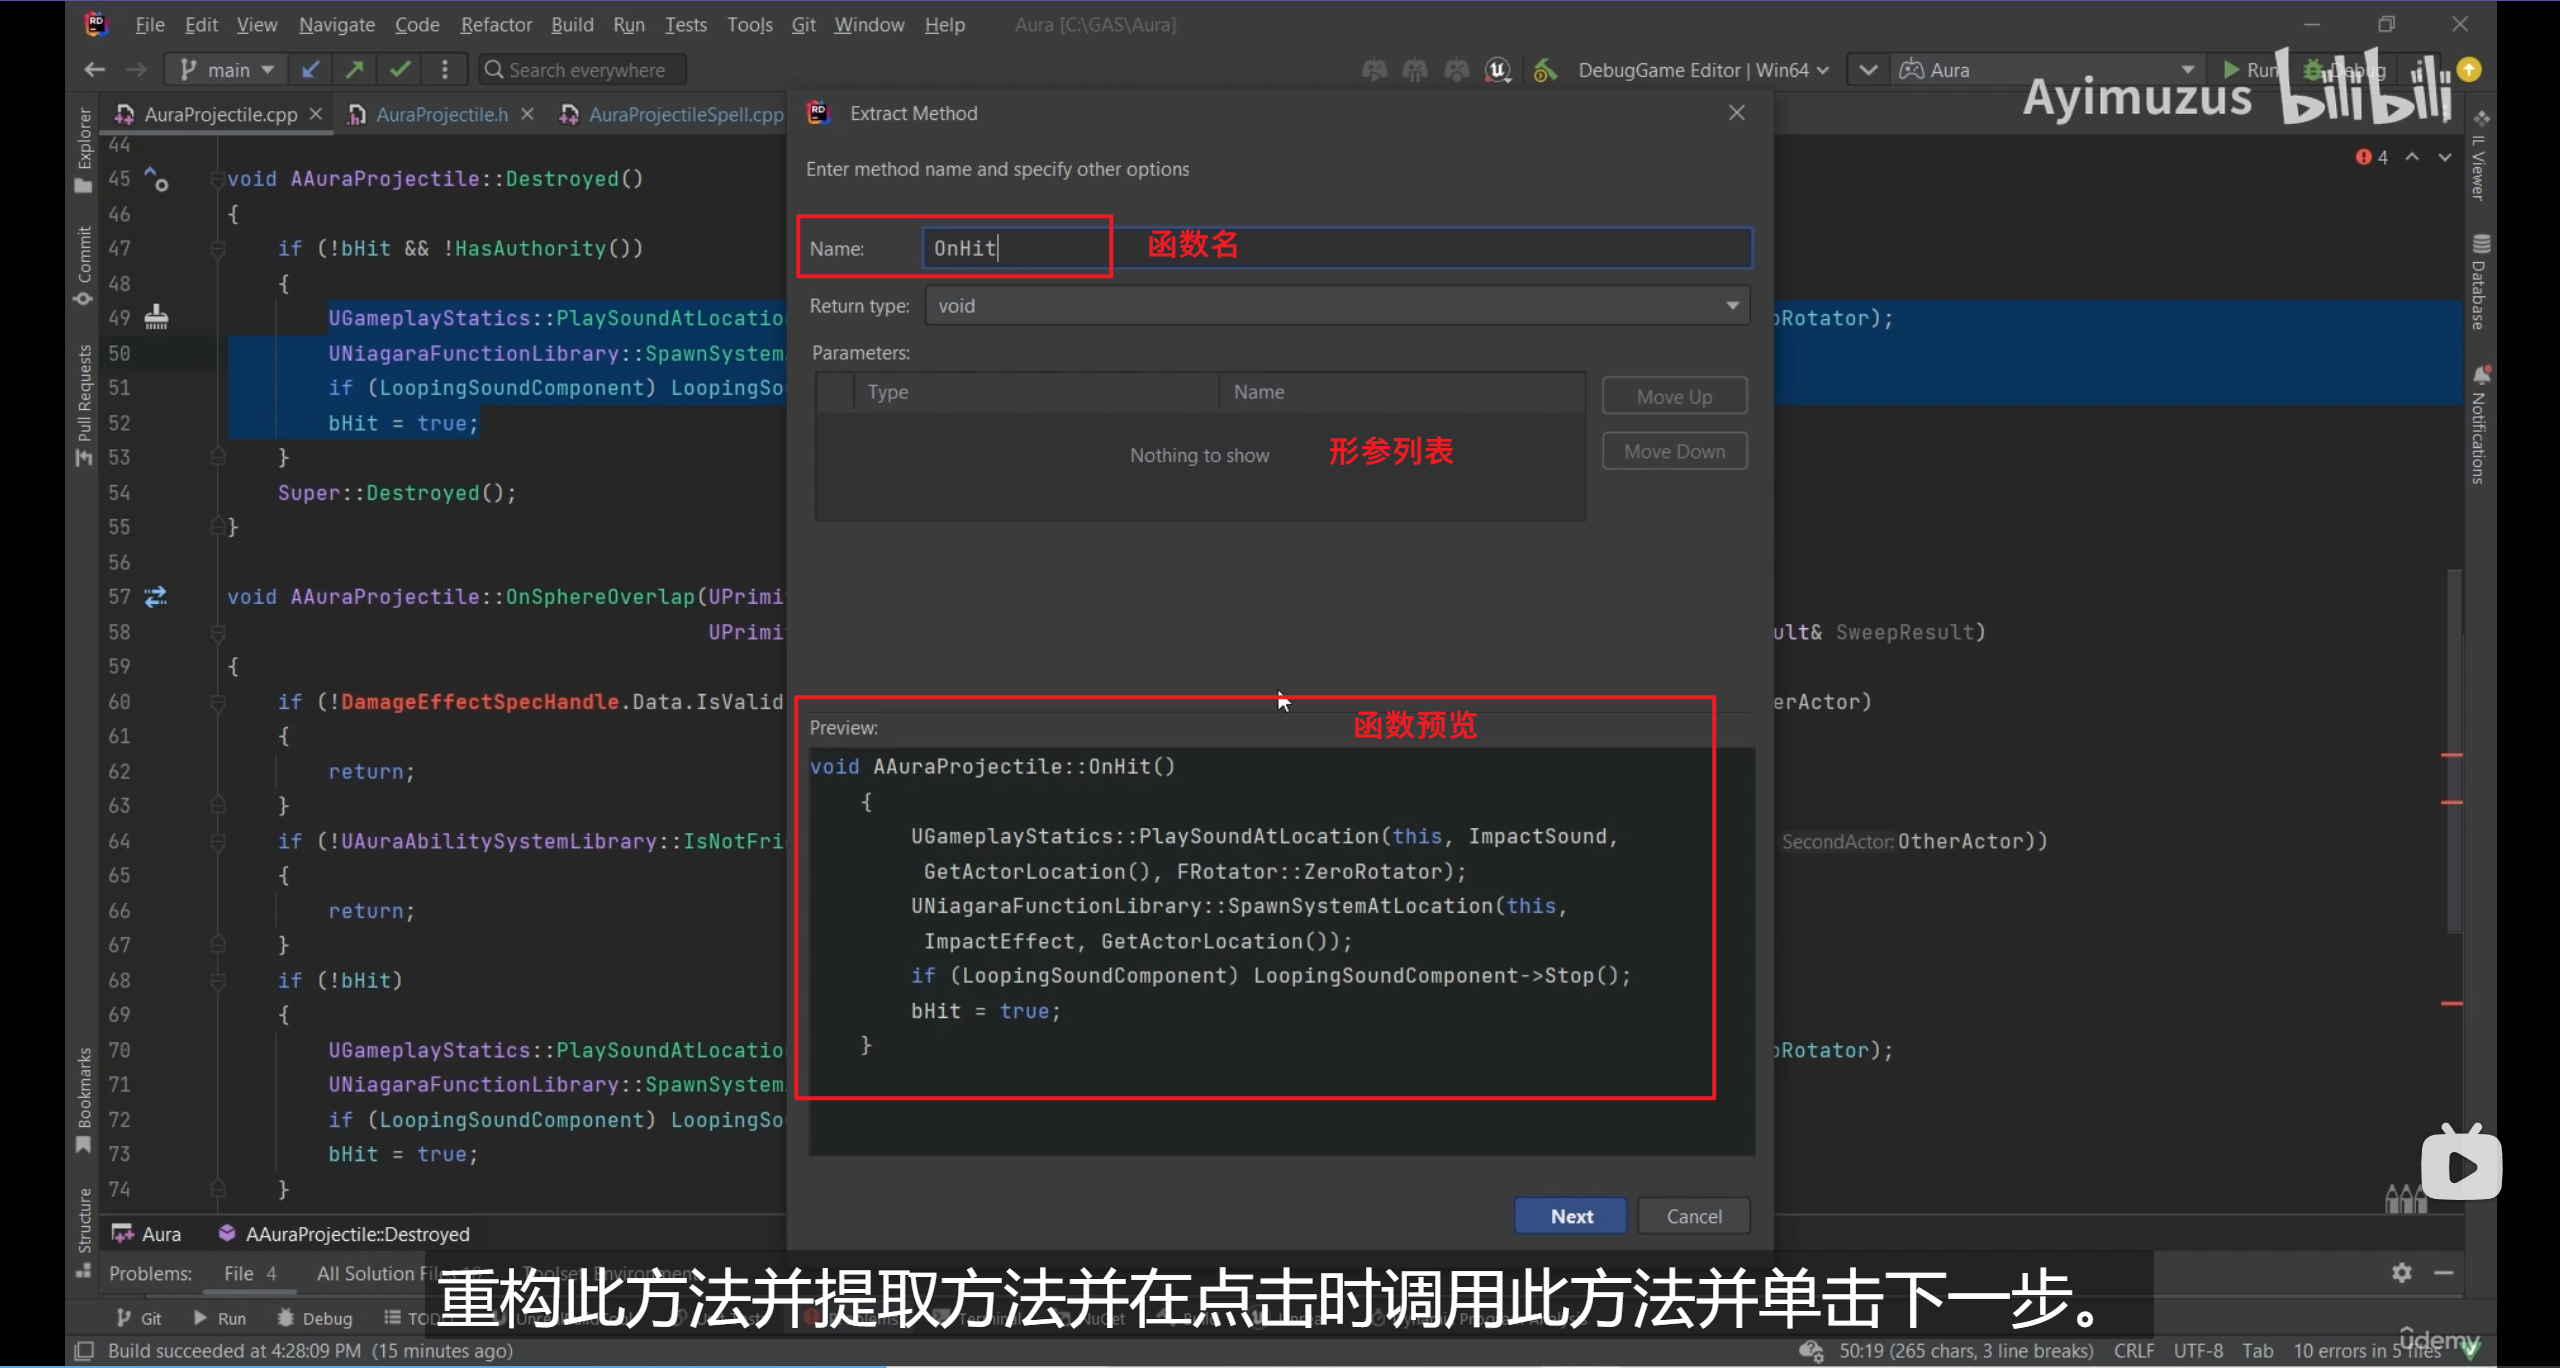 File Edit View Navigate Code Refactor Build Run Tests Tools Git Window Help Aura [C:\GAS\Aura]
main Search everywhere DebugGame Editor | Win64 Aura Run Debug
Ayimuzus bilibili
AuraProjectile.cpp AuraProjectile.h AuraProjectileSpell.cpp
Explorer
Commit
Pull Requests
Bookmarks
Structure
44
45 void AAuraProjectile::Destroyed()
46 {
47 if (!bHit && !HasAuthority())
48 {
49 UGameplayStatics::PlaySoundAtLocatio
50 UNiagaraFunctionLibrary::SpawnSystem
51 if (LoopingSoundComponent) LoopingSo
52 bHit = true;
53 }
54 Super::Destroyed();
55 }
56
57 void AAuraProjectile::OnSphereOverlap(UPrimi
58 UPrimi
59 {
60 if (!DamageEffectSpecHandle.Data.IsValid
61 {
62 return;
63 }
64 if (!UAuraAbilitySystemLibrary::IsNotFri
65 {
66 return;
67 }
68 if (!bHit)
69 {
70 UGameplayStatics::PlaySoundAtLocatio
71 UNiagaraFunctionLibrary::SpawnSystem
72 if (LoopingSoundComponent) LoopingSo
73 bHit = true;
74 }
Extract Method
Enter method name and specify other options
Name: OnHit 函数名
Return type: void
Parameters:
Type Name
Move Up
Nothing to show 形参列表
Move Down
Preview: 函数预览
void AAuraProjectile::OnHit()
{
UGameplayStatics::PlaySoundAtLocation(this, ImpactSound,
GetActorLocation(), FRotator::ZeroRotator);
UNiagaraFunctionLibrary::SpawnSystemAtLocation(this,
ImpactEffect, GetActorLocation());
if (LoopingSoundComponent) LoopingSoundComponent->Stop();
bHit = true;
}
Next Cancel
4
oRotator);
ult& SweepResult)
erActor)
SecondActor: OtherActor))
oRotator);
IL Viewer
Database
Notifications
Aura AAuraProjectile::Destroyed
Problems: File 4 All Solution
重构此方法并提取方法并在点击时调用此方法并单击下一步。
Git Run Debug
Build succeeded at 4:28:09 PM (15 minutes ago)
50:19 (265 chars, 3 line breaks) CRLF UTF-8 Tab 10 errors in 5 files
udemy